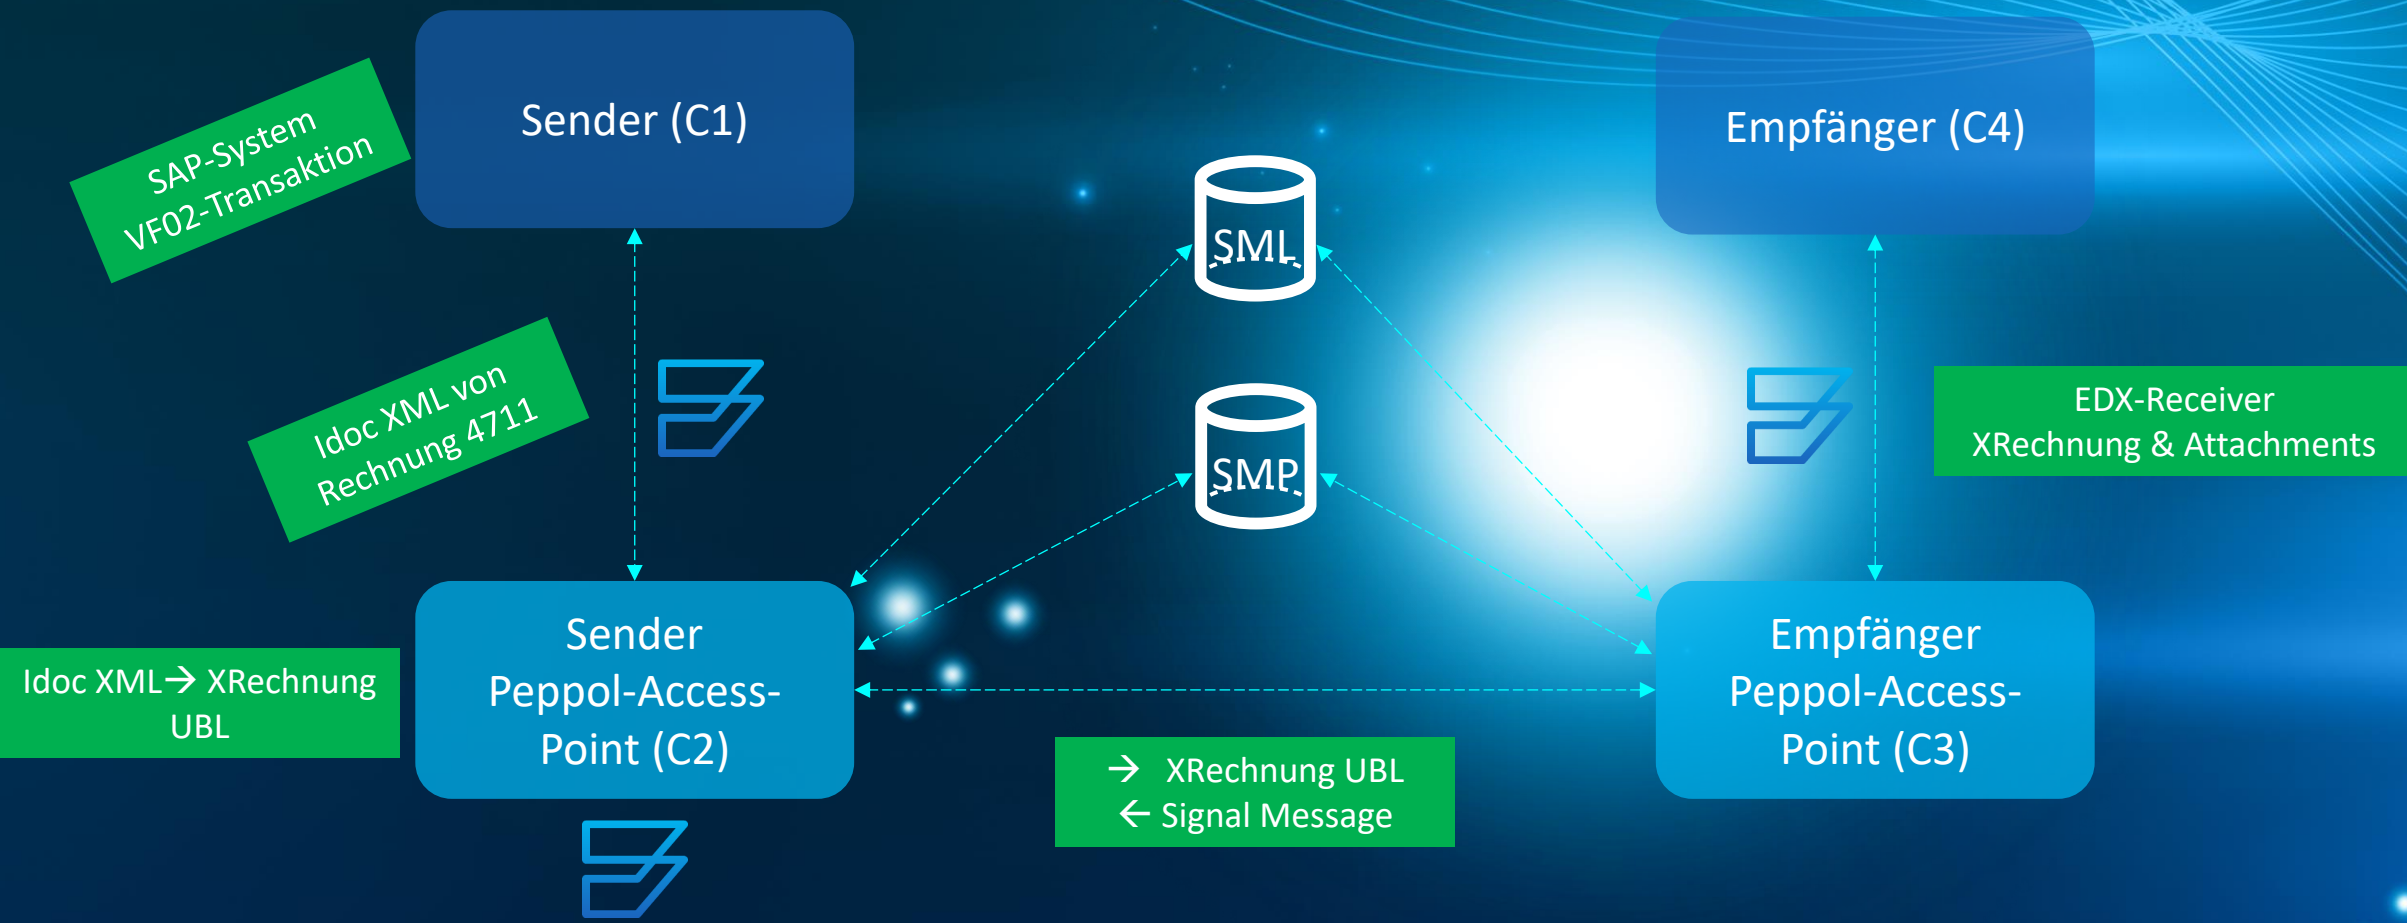 Sender (C1)
Empfänger (C4)
SAP-System
VF02-Transaktion
SML
Idoc XML von
Rechnung 4711
SMP
EDX-Receiver
XRechnung & Attachments
Sender
Peppol-Access-
Point (C2)
Empfänger
Peppol-Access-
Point (C3)
Idoc XML→ XRechnung
UBL
→ XRechnung UBL
← Signal Message